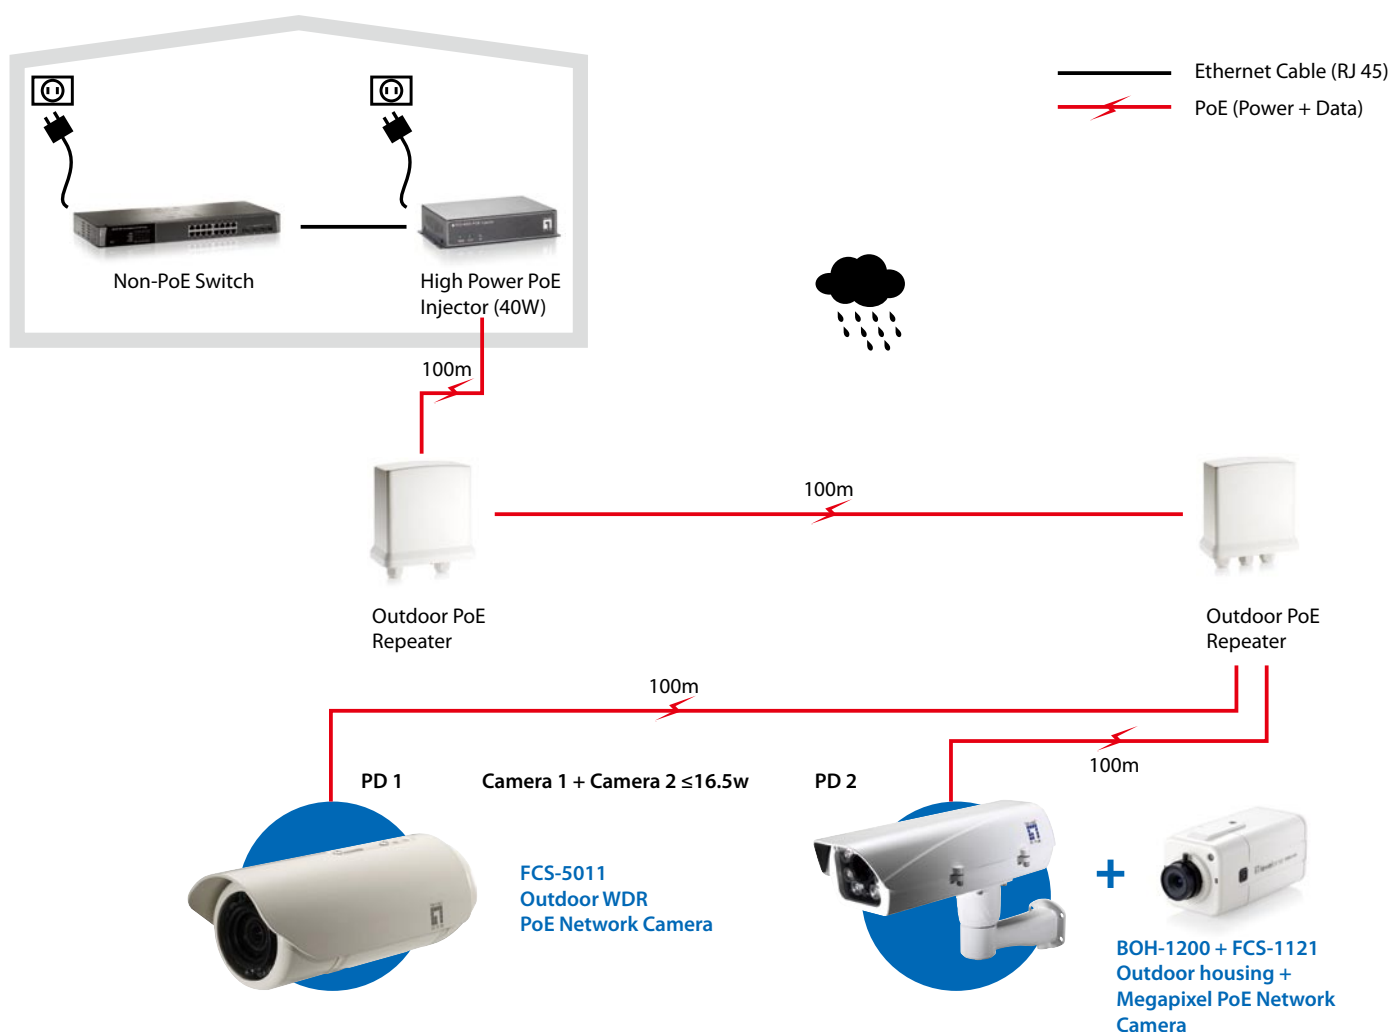 Ethernet Cable (RJ 45)
PoE (Power + Data)
Non-PoE Switch
High Power PoE
Injector (40W)
100m
100m
Outdoor PoE
Repeater
Outdoor PoE
Repeater
100m
100m
PD 1
Camera 1 + Camera 2 ≤16.5w
PD 2
FCS-5011
Outdoor WDR
PoE Network Camera
+
BOH-1200 + FCS-1121
Outdoor housing +
Megapixel PoE Network
Camera